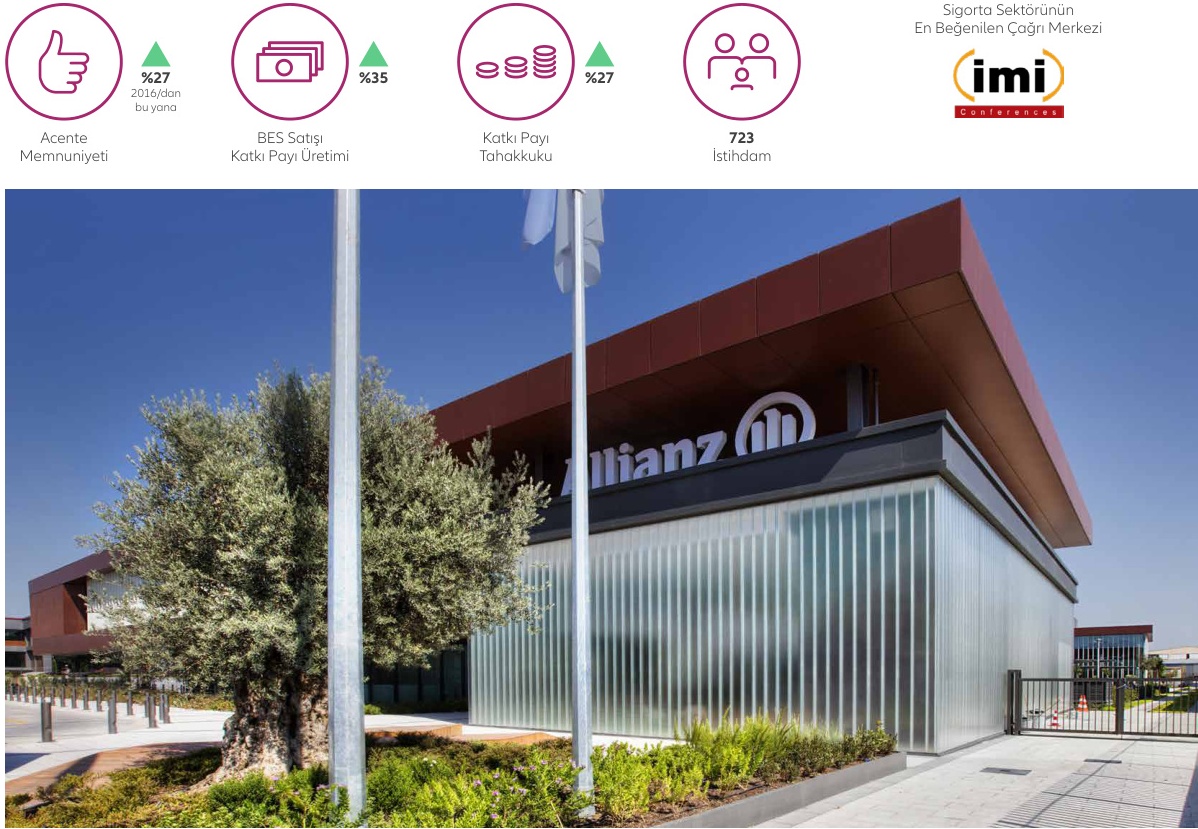 %27
2016/dan
bu yana
Acente
Memnuniyeti
%35
BES Satışı
Katkı Payı Üretimi
%27
Katkı Payı
Tahakkuku
723
İstihdam
Sigorta Sektörünün
En Beğenilen Çağrı Merkezi
imi
Conferences
Allianz